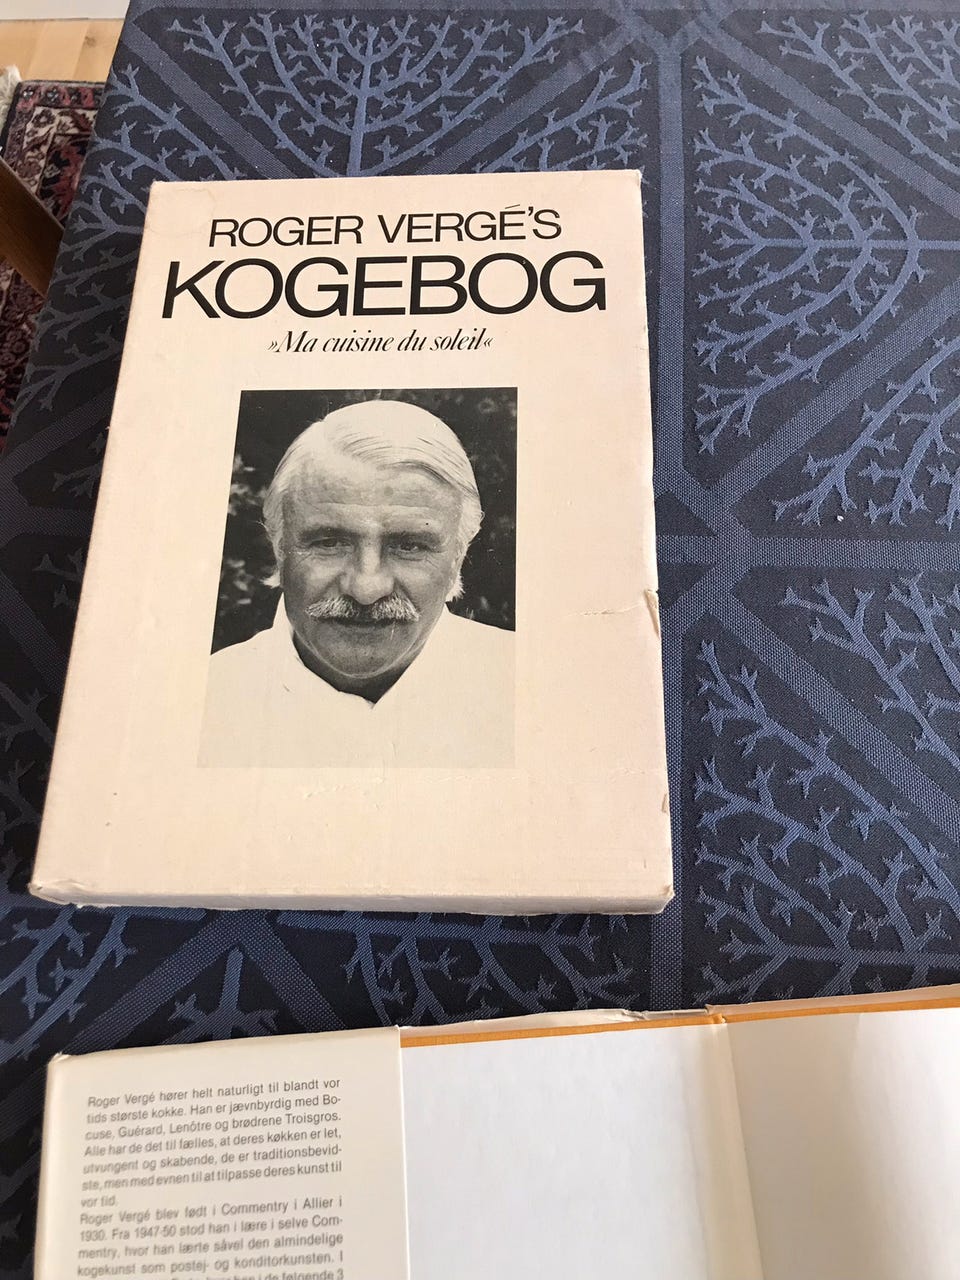 ROGER VERGÉ'S
KOGEBOG
»Ma cuisine du soleil«
Roger Vergé hører helt naturligt til blandt vor
tids største kokke. Han er jævnbyrdig med Bo-
cuse, Guérard, Lenôtre og brødrene Troisgros.
Alle har de det til fælles, at deres køkken er let,
utvungent og skabende, de er traditionsbevid-
ste, men med evnen til at tilpasse deres kunst til
vor tid.
Roger Vergé blev født i Commentry i Allier i
1930. Fra 1947-50 stod han i lære i selve Com-
mentry, hvor han lærte såvel den almindelige
kogekunst som postej- og konditorkunsten. I
han i de følgende 3